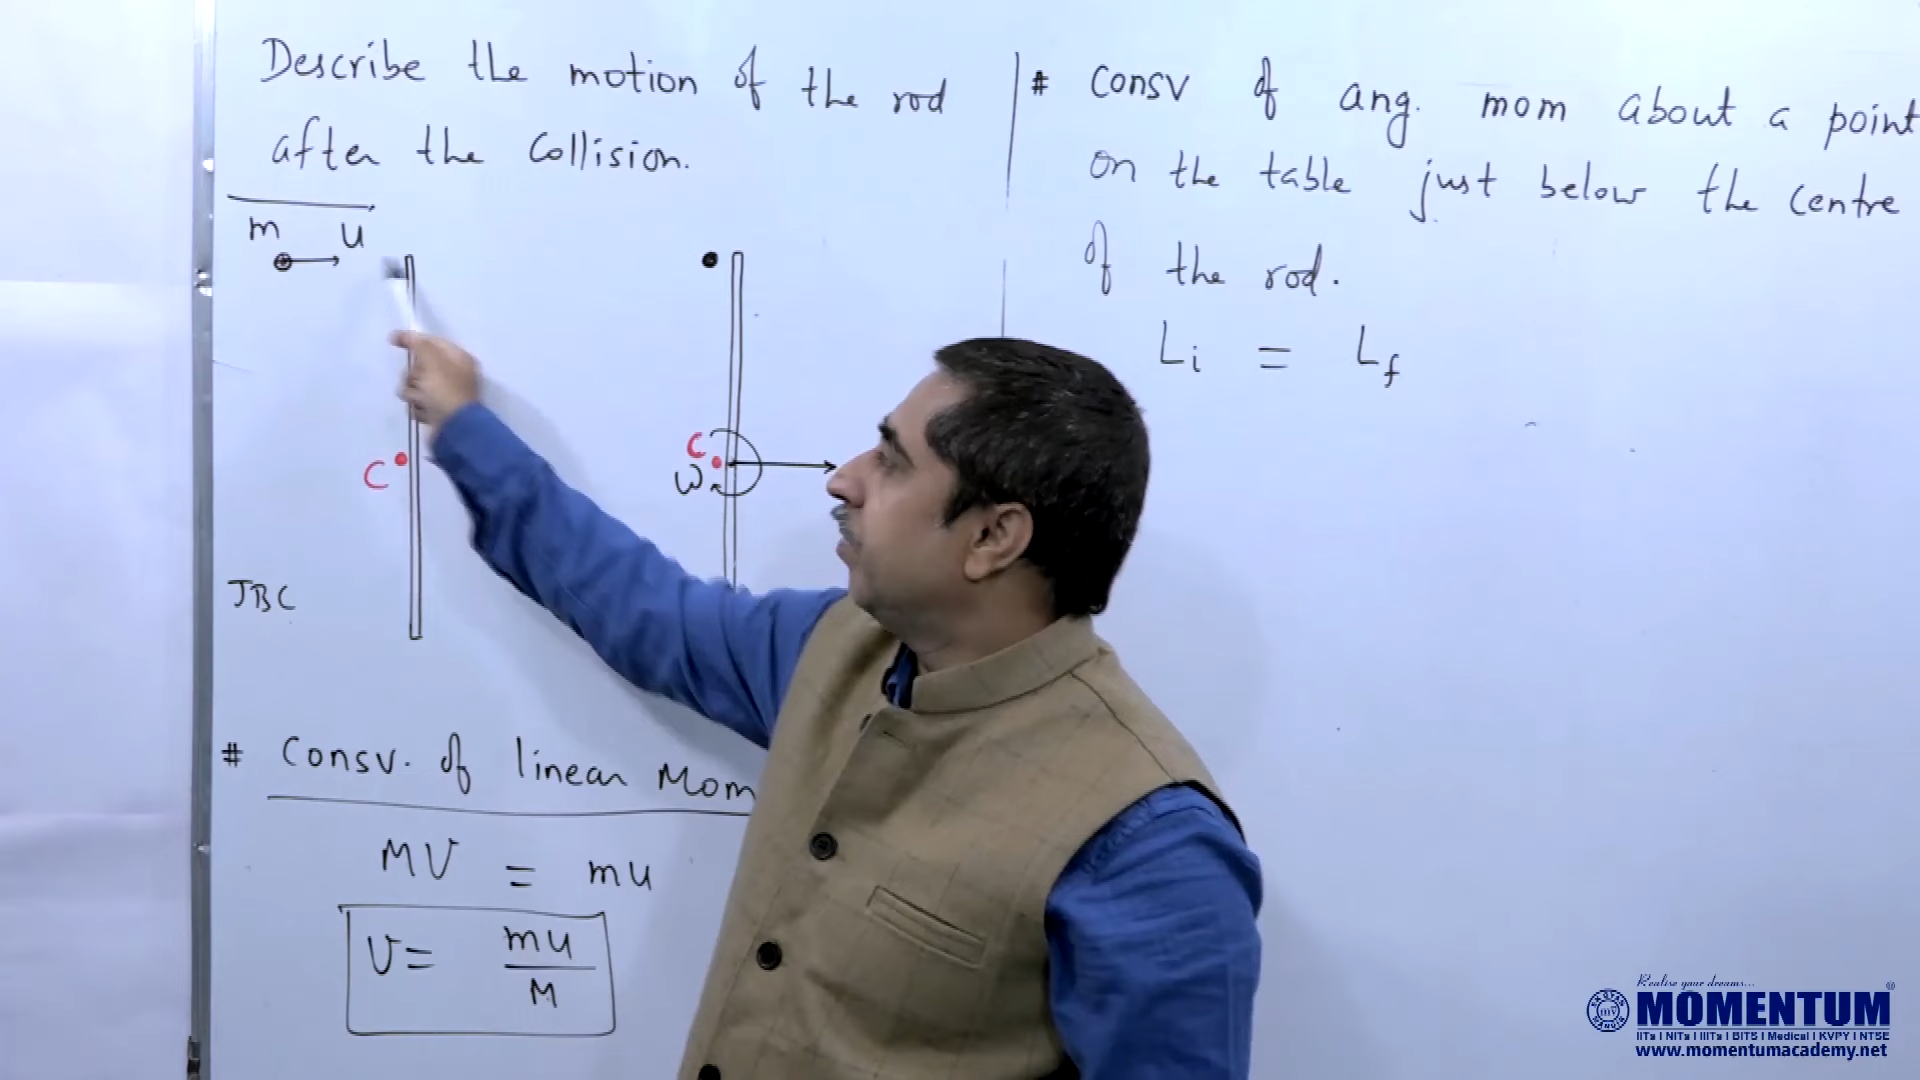 Describe the motion of the rod
after the Collision.
m u
C
JBC
C
ω
# Consv. of linear Mom
MV = mu
V = mu
M
# Consv of ang. mom about a point
on the table just below the centre
of the rod.
Li = Lf
Realise your dreams...
MOMENTUM®
IITs | NITs | IIITs | BITS | Medical | KVPY | NTSE
www.momentumacademy.net